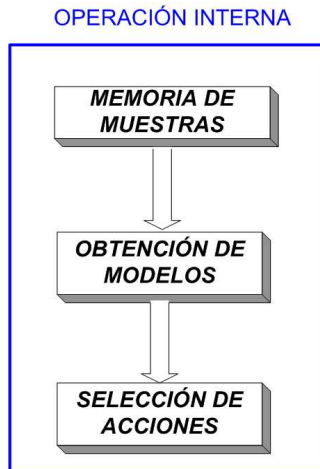 OPERACIÓN INTERNA
MEMORIA DE
MUESTRAS
OBTENCIÓN DE
MODELOS
SELECCIÓN DE
ACCIONES